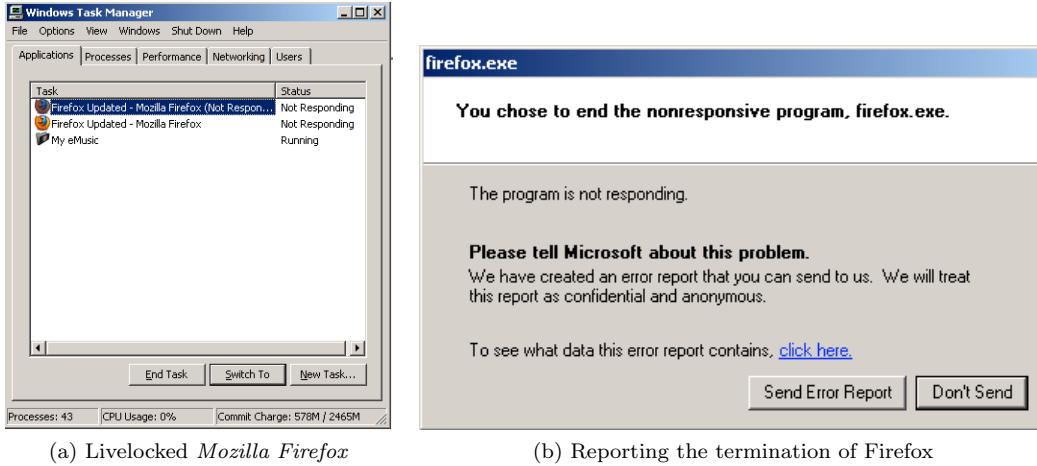 Windows Task Manager
File Options View Windows Shut Down Help
Applications Processes Performance Networking Users
Task Status
Firefox Updated - Mozilla Firefox (Not Respon... Not Responding
Firefox Updated - Mozilla Firefox Not Responding
My eMusic Running
End Task Switch To New Task...
Processes: 43 CPU Usage: 0% Commit Charge: 578M / 2465M
(a) Livelocked Mozilla Firefox
firefox.exe
You chose to end the nonresponsive program, firefox.exe.
The program is not responding.
Please tell Microsoft about this problem.
We have created an error report that you can send to us. We will treat
this report as confidential and anonymous.
To see what data this error report contains, click here.
Send Error Report Don't Send
(b) Reporting the termination of Firefox